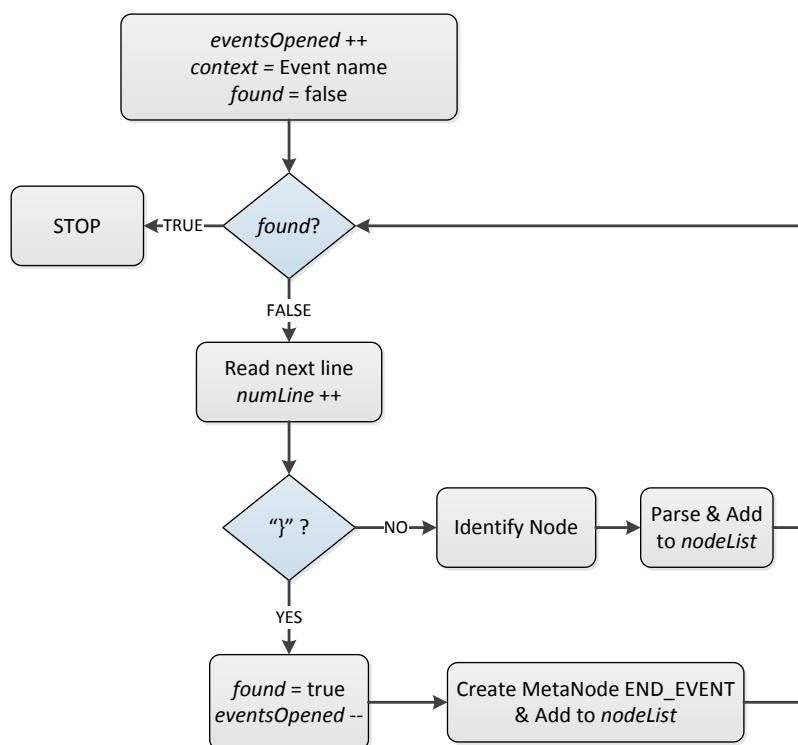 eventsOpened ++
context = Event name
found = false
STOP
TRUE
found?
FALSE
Read next line
numLine ++
“}” ?
NO
Identify Node
Parse & Add
to nodeList
YES
found = true
eventsOpened --
Create MetaNode END_EVENT
& Add to nodeList